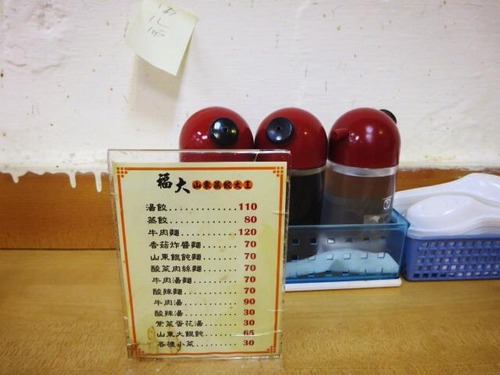 福大 山東蒸餃大王
湯餃..........110
蒸餃..........80
牛肉麵.........120
香菇炸醬麵......70
山東餛飩麵......70
酸菜肉絲麵......70
牛肉湯麵........70
酸辣麵.........70
牛肉湯.........90
酸辣湯.........30
紫菜蛋花湯......30
山東大餛飩......65
各種小菜.......30